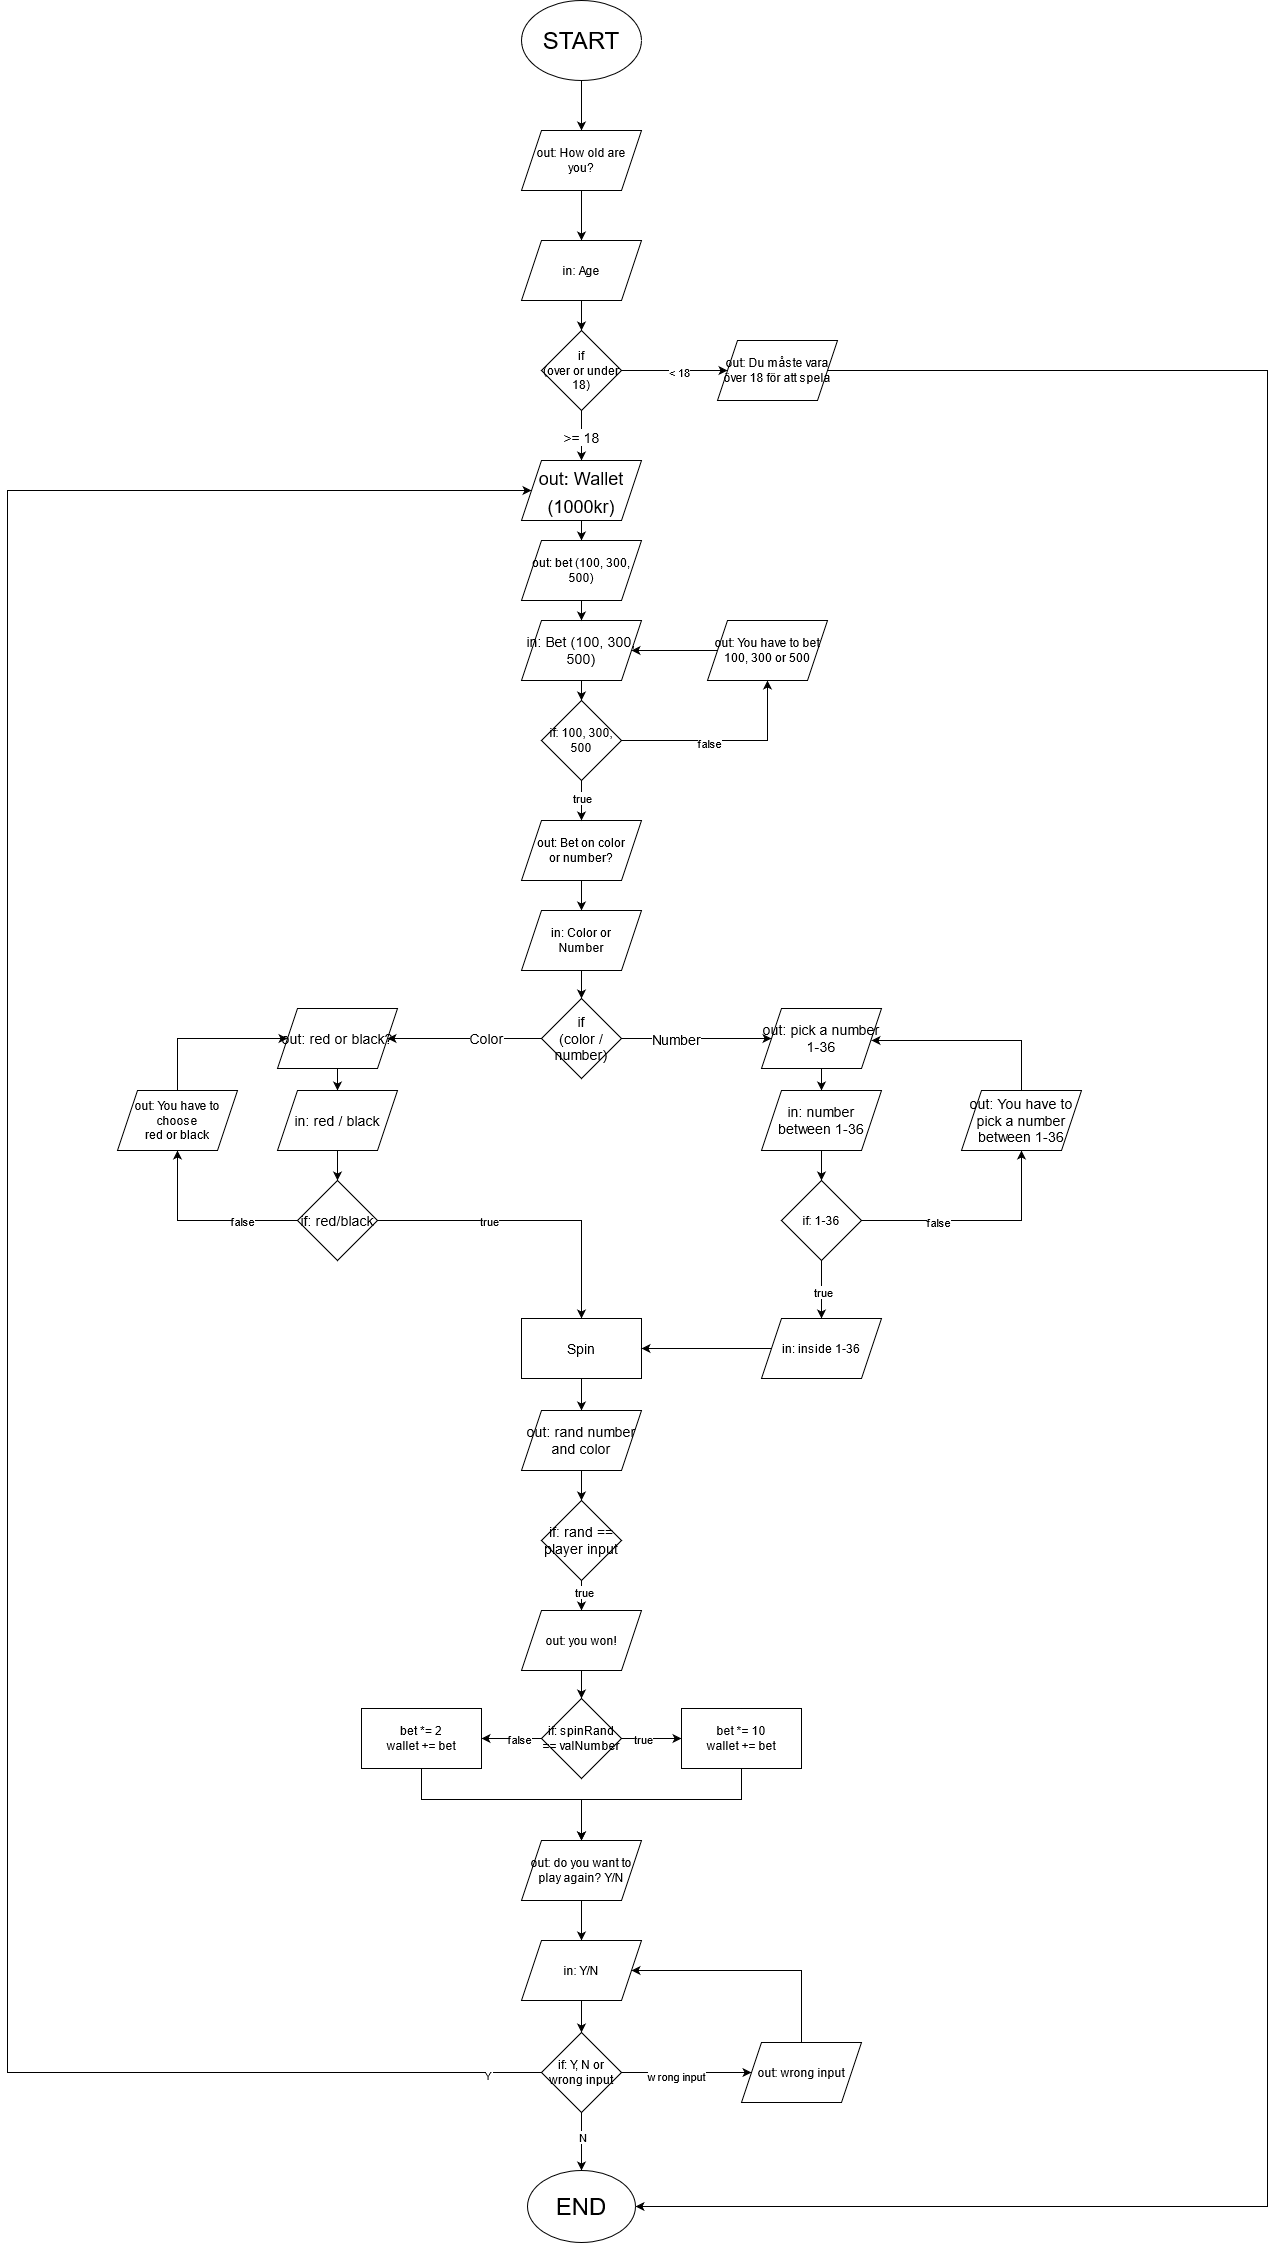 START
out: How old are
you?
in: Age
if
(over or under
18)
< 18
out: Du måste vara
över 18 för att spela
>= 18
out: Wallet
(1000kr)
out: bet (100, 300,
500)
in: Bet (100, 300,
500)
out: You have to bet
100, 300 or 500
if: 100, 300,
500
false
true
out: Bet on color
or number?
in: Color or
Number
if
(color /
number)
Color
Number
out: red or black?
out: pick a number
1-36
out: You have to
choose
red or black
in: red / black
in: number
between 1-36
out: You have to
pick a number
between 1-36
if: red/black
false
true
if: 1-36
false
true
Spin
in: inside 1-36
out: rand number
and color
if: rand ==
player input
true
out: you won!
bet *= 2
wallet += bet
false
if: spinRand
== valNumber
true
bet *= 10
wallet += bet
out: do you want to
play again? Y/N
in: Y/N
if: Y, N or
wrong input
Y
wrong input
out: wrong input
N
END